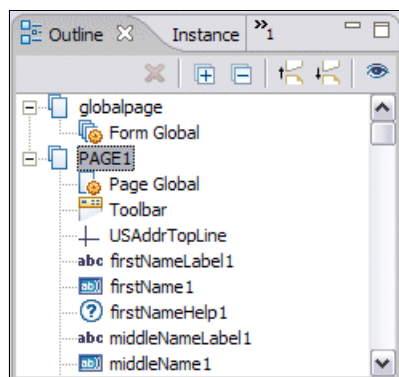 Outline Instance »1
globalpage
Form Global
PAGE1
Page Global
Toolbar
USAddrTopLine
abc firstNameLabel1
ab) firstName1
? firstNameHelp1
abc middleNameLabel1
ab) middleName1